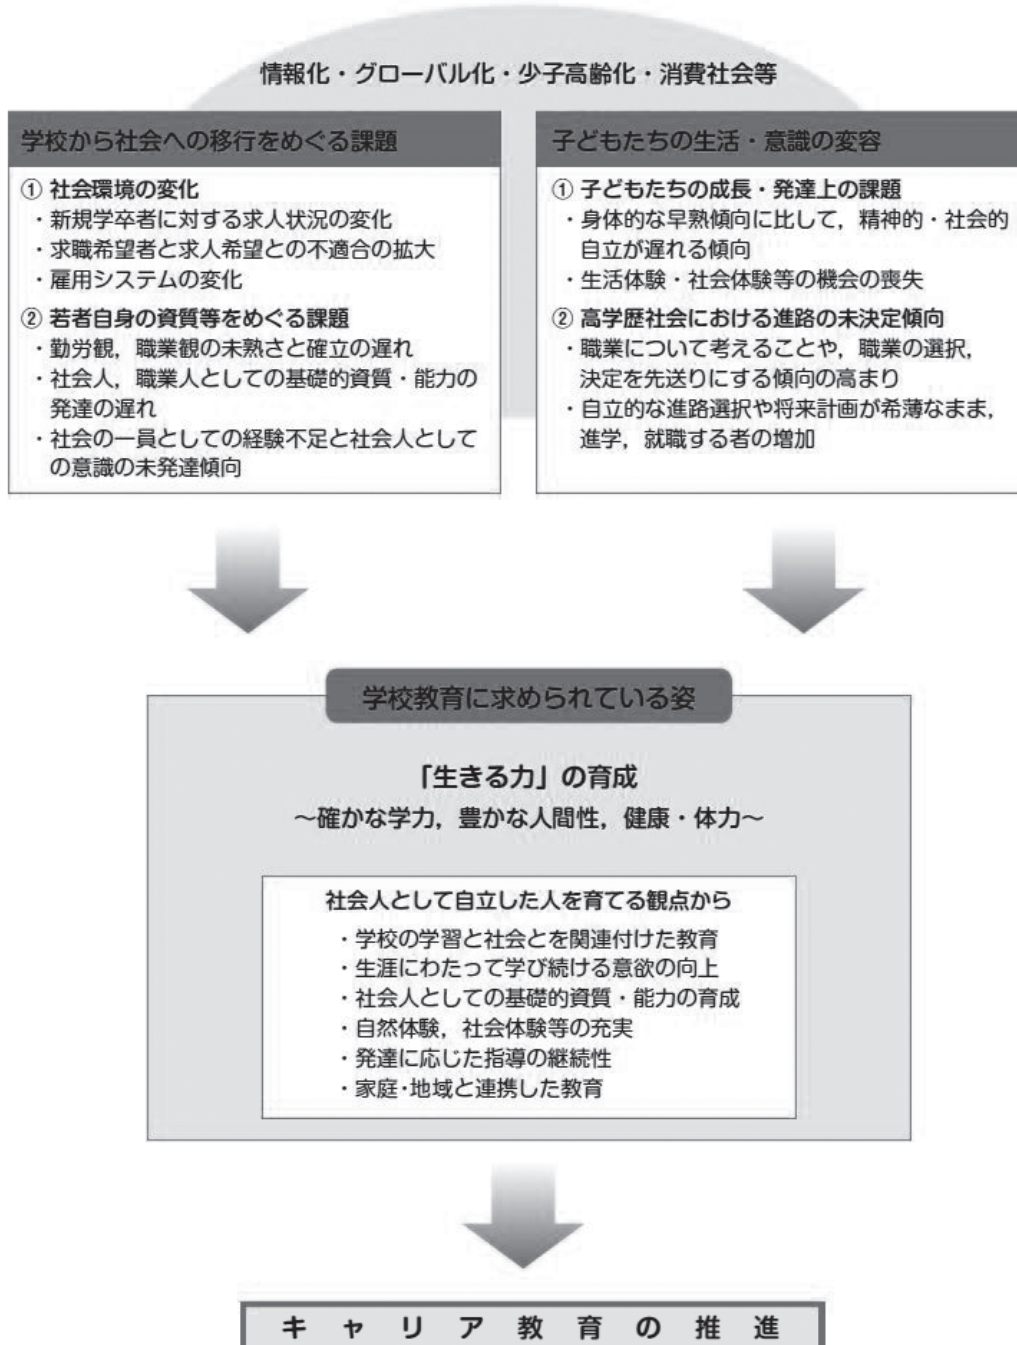 情報化・グローバル化・少子高齢化・消費社会等
学校から社会への移行をめぐる課題
① 社会環境の変化
・新規学卒者に対する求人状況の変化
・求職希望者と求人希望との不適合の拡大
・雇用システムの変化
② 若者自身の資質等をめぐる課題
・勤労観，職業観の未熟さと確立の遅れ
・社会人，職業人としての基礎的資質・能力の
発達の遅れ
・社会の一員としての経験不足と社会人として
の意識の未発達傾向
子どもたちの生活・意識の変容
① 子どもたちの成長・発達上の課題
・身体的な早熟傾向に比して，精神的・社会的
自立が遅れる傾向
・生活体験・社会体験等の機会の喪失
② 高学歴社会における進路の未決定傾向
・職業について考えることや，職業の選択，
決定を先送りにする傾向の高まり
・自立的な進路選択や将来計画が希薄なまま，
進学，就職する者の増加
学校教育に求められている姿
「生きる力」の育成
～確かな学力，豊かな人間性，健康・体力～
社会人として自立した人を育てる観点から
・学校の学習と社会とを関連付けた教育
・生涯にわたって学び続ける意欲の向上
・社会人としての基礎的資質・能力の育成
・自然体験，社会体験等の充実
・発達に応じた指導の継続性
・家庭・地域と連携した教育
キャリア教育の推進